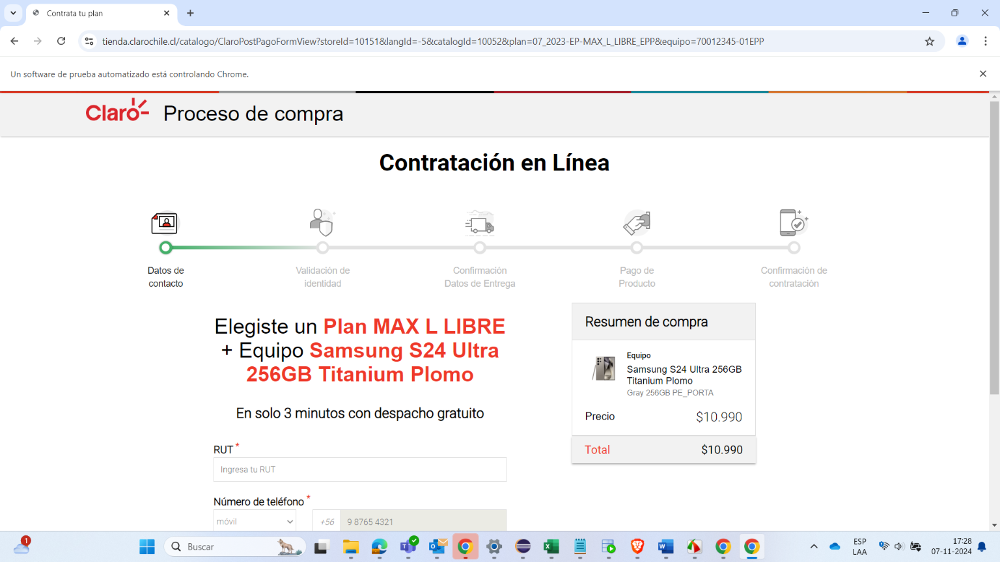 Contrata tu plan
tienda.clarochile.cl/catalogo/ClaroPostPagoFormView?storeId=10151&langId=-5&catalogId=10052&plan=07_2023-EP-MAX_L_LIBRE_EPP&equipo=70012345-01EPP
Un software de prueba automatizado está controlando Chrome.
Claro Proceso de compra
Contratación en Línea
Datos de
contacto
Validación de
identidad
Confirmación
Datos de Entrega
Pago de
Producto
Confirmación de
contratación
Elegiste un Plan MAX L LIBRE
+ Equipo Samsung S24 Ultra
256GB Titanium Plomo
En solo 3 minutos con despacho gratuito
RUT *
Ingresa tu RUT
Número de teléfono *
móvil
+56 9 8765 4321
Resumen de compra
Equipo
Samsung S24 Ultra 256GB
Titanium Plomo
Gray 256GB PE_PORTA
Precio $10.990
Total $10.990
1
Buscar
ESP
LAA
17:28
07-11-2024